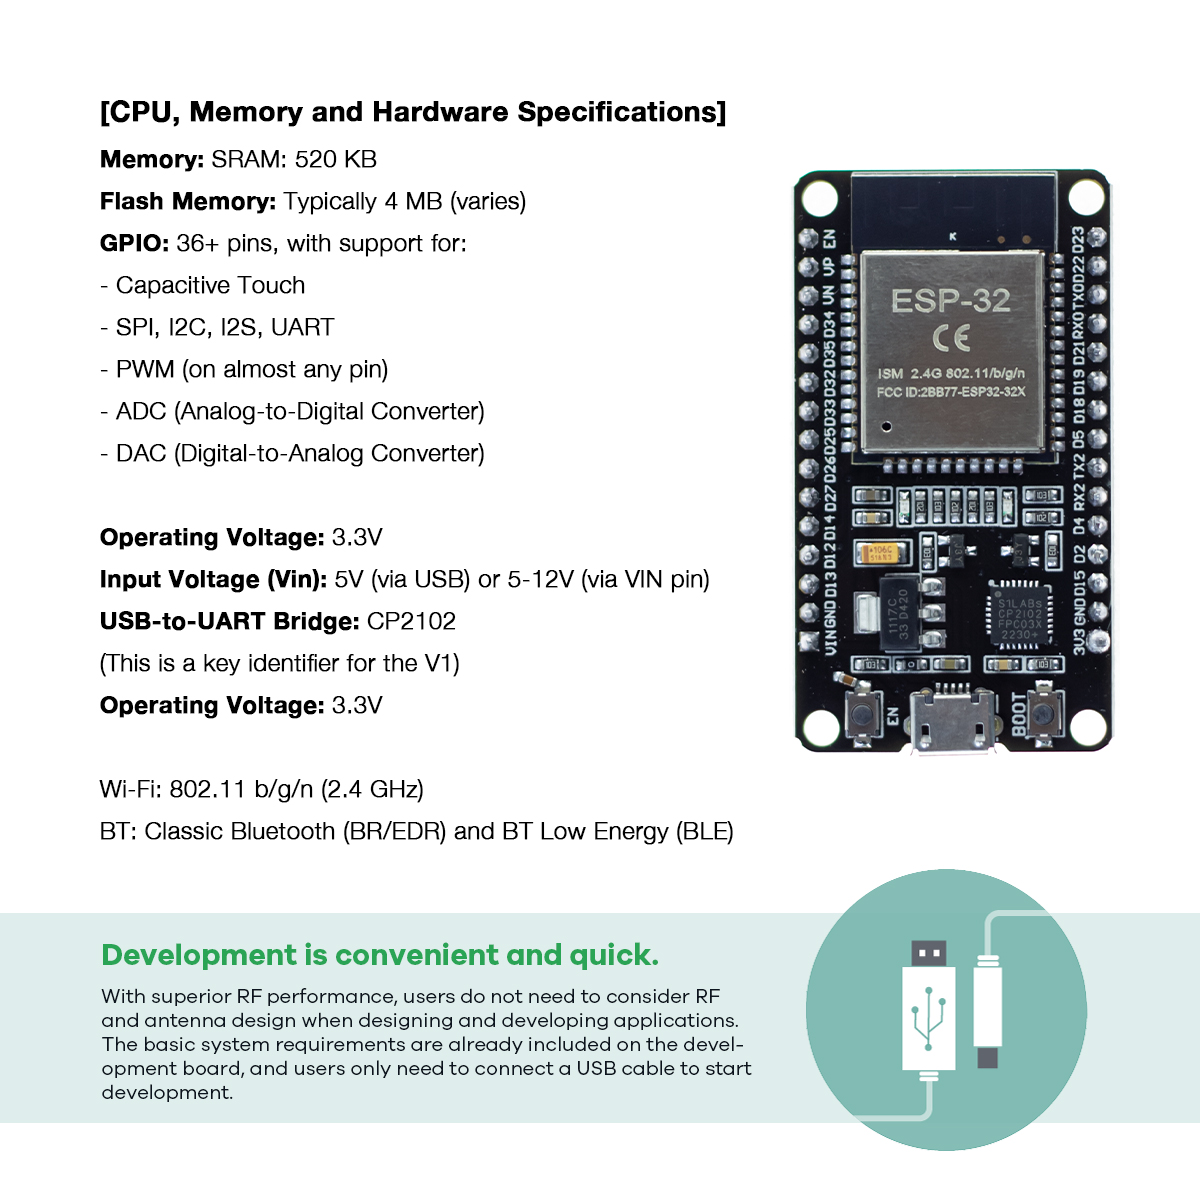 [CPU, Memory and Hardware Specifications]
Memory: SRAM: 520 KB
Flash Memory: Typically 4 MB (varies)
GPIO: 36+ pins, with support for:
- Capacitive Touch
- SPI, I2C, I2S, UART
- PWM (on almost any pin)
- ADC (Analog-to-Digital Converter)
- DAC (Digital-to-Analog Converter)
Operating Voltage: 3.3V
Input Voltage (Vin): 5V (via USB) or 5-12V (via VIN pin)
USB-to-UART Bridge: CP2102
(This is a key identifier for the V1)
Operating Voltage: 3.3V
Wi-Fi: 802.11 b/g/n (2.4 GHz)
BT: Classic Bluetooth (BR/EDR) and BT Low Energy (BLE)
K
ESP-32
CE
ISM 2.4G 802.11/b/g/n
FCC ID:2BB77-ESP32-32X
EN
VP
VN
D34
D35
D32
D33
D25
D26
D27
D14
D12
D13
GND
VIN
D23
D22
TX0
RX0
D21
D19
D18
D5
TX2
RX2
D4
D2
D15
GND
3V3
103
102
106C
1117C
33 D420
SILABS
CP2102
FPC03X
2230+
103
0
103
EN
BOOT
Development is convenient and quick.
With superior RF performance, users do not need to consider RF
and antenna design when designing and developing applications.
The basic system requirements are already included on the devel-
opment board, and users only need to connect a USB cable to start
development.